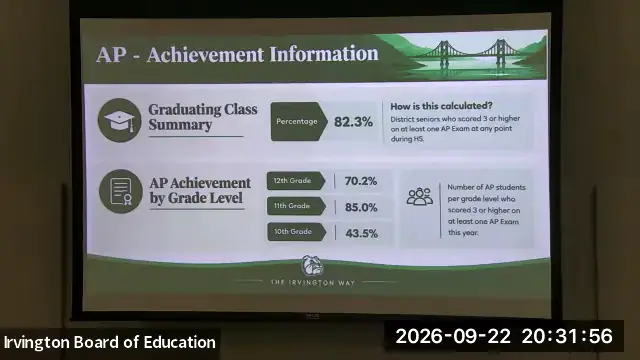 AP - Achievement Information
Graduating Class
Summary
Percentage
82.3%
How is this calculated?
District seniors who scored 3 or higher
on at least one AP Exam at any point
during HS.
AP Achievement
by Grade Level
12th Grade
70.2%
11th Grade
85.0%
10th Grade
43.5%
Number of AP students
per grade level who
scored 3 or higher on
at least one AP Exam
this year.
THE IRVINGTON WAY
Irvington Board of Education
2026-09-22 20:31:56